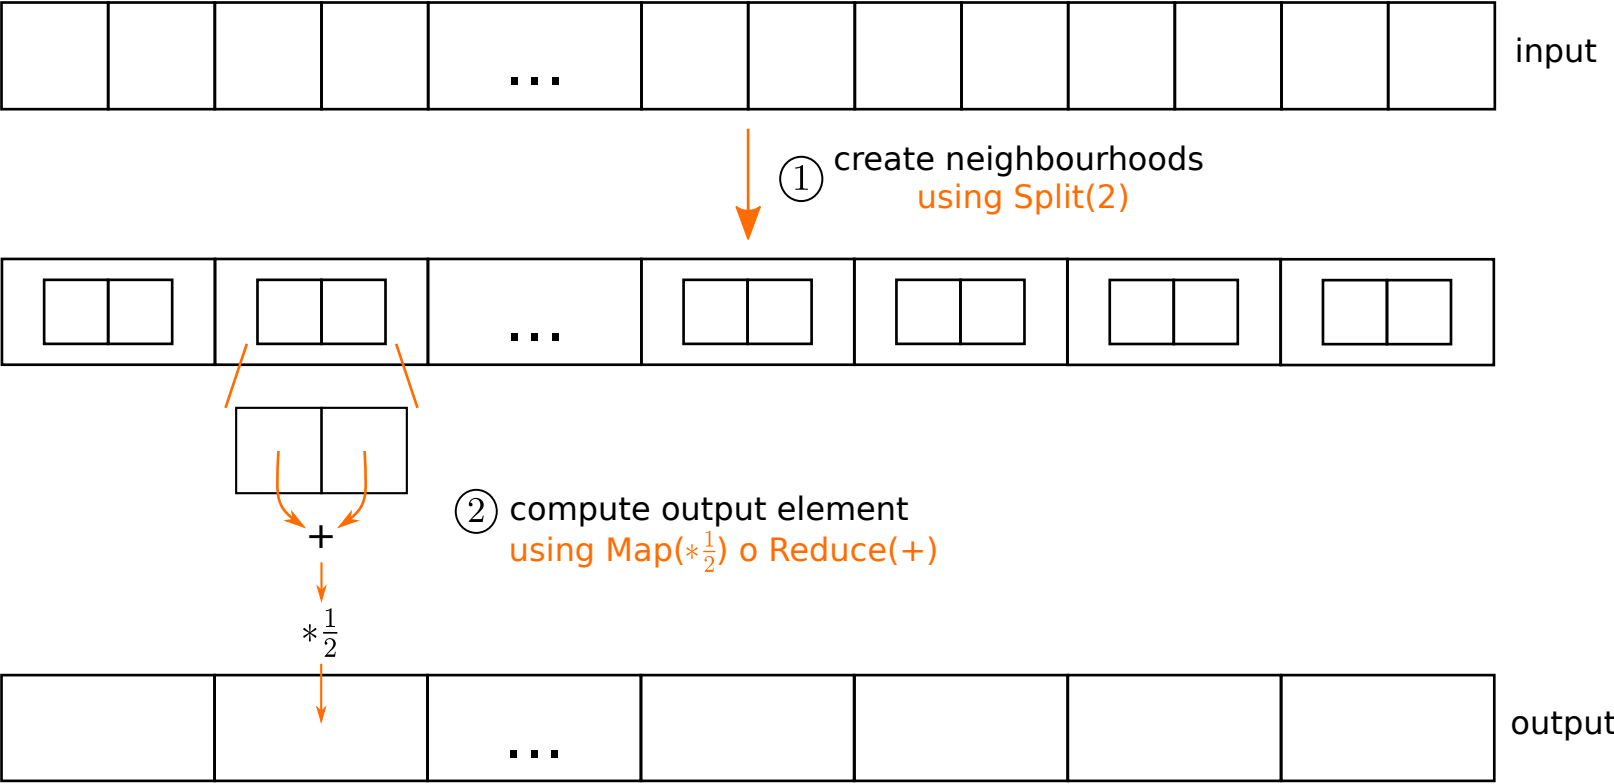 ...
input
① create neighbourhoods
using Split(2)
...
② compute output element
using Map(*½) o Reduce(+)
+
*½
...
output